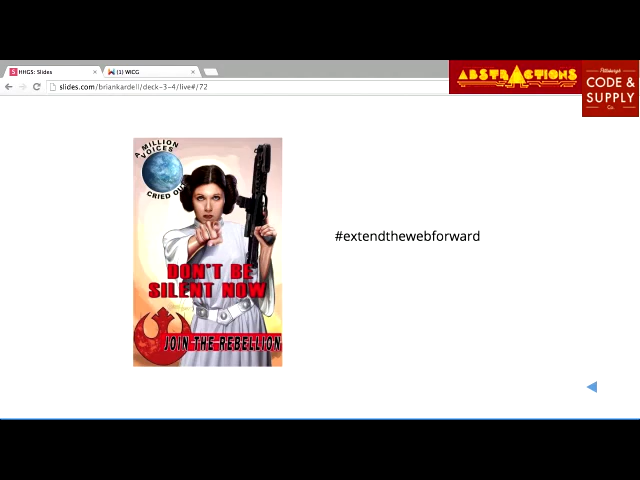 HHGS: Slides
(1) WICG
slides.com/briankardell/deck-3-4/live#/72
ABSTRACTIONS
Pittsburgh
CODE &
SUPPLY
Co.
A MILLION
VOICES
CRIED OUT
#extendthewebforward
DON'T BE
SILENT NOW
JOIN THE REBELLION